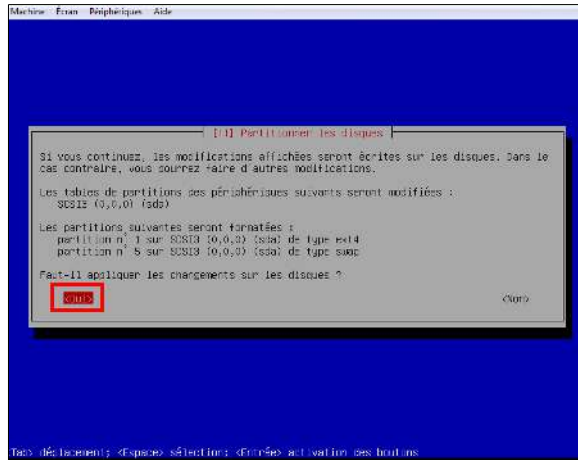 Machine Écran Périphériques Aide
[!!] Partitionner les disques
Si vous continuez, les modifications affichées seront écrites sur les disques. Dans le
cas contraire, vous pourrez faire d'autres modifications.
Les tables de partitions des périphériques suivants seront modifiées :
SCSI3 (0,0,0) (sda)
Les partitions suivantes seront formatées :
partition n° 1 sur SCSI3 (0,0,0) (sda) de type ext4
partition n° 5 sur SCSI3 (0,0,0) (sda) de type swap
Faut-il appliquer les changements sur les disques ?
<Oui> <Non>
<Tab> déplacement; <Espace> sélection; <Entrée> activation des boutons